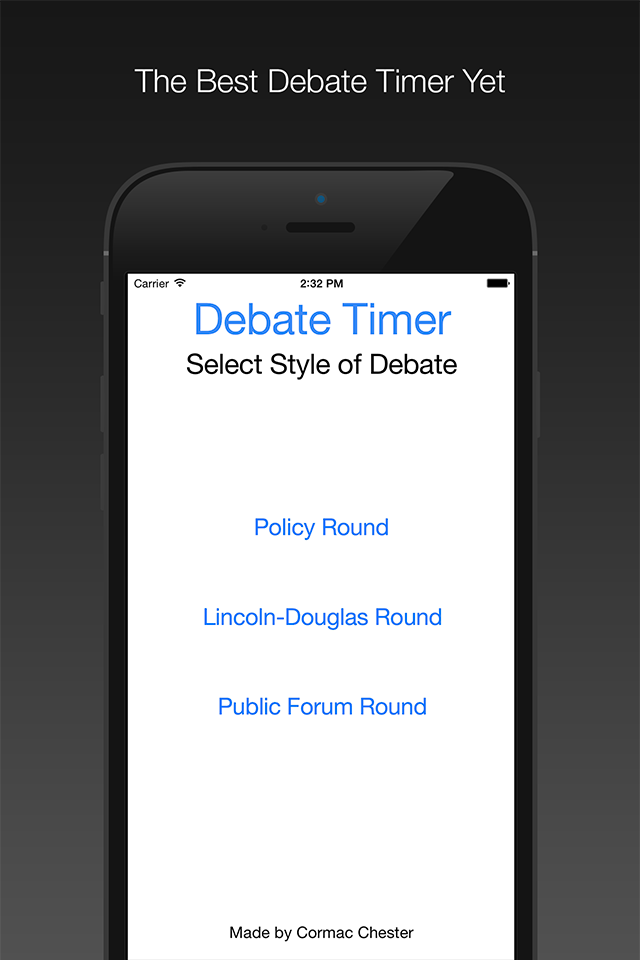 The Best Debate Timer Yet
Carrier 2:32 PM
Debate Timer
Select Style of Debate
Policy Round
Lincoln-Douglas Round
Public Forum Round
Made by Cormac Chester